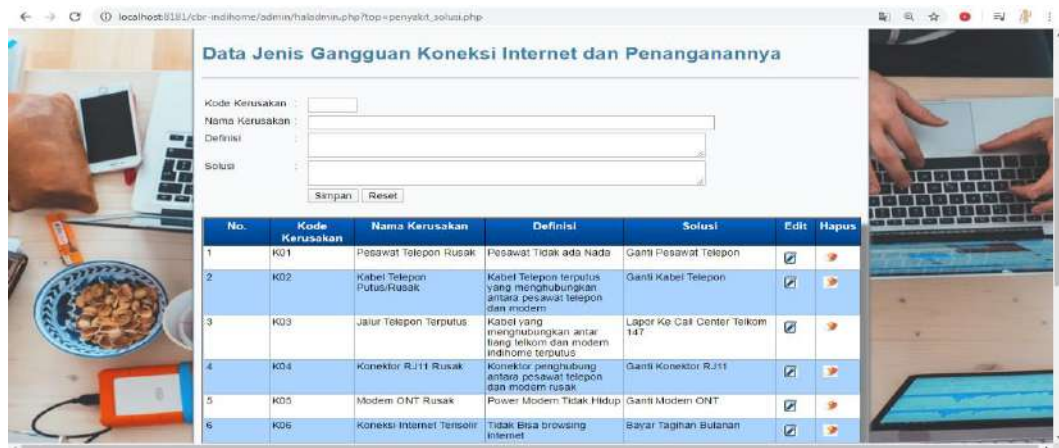 localhost:8181/cbr-indihome/admin/haladmin.php?top=penyakit_solusi.php
Data Jenis Gangguan Koneksi Internet dan Penanganannya
Kode Kerusakan :
Nama Kerusakan :
Definisi :
Solusi :
Simpan Reset
No. Kode Kerusakan Nama Kerusakan Definisi Solusi Edit Hapus
1 K01 Pesawat Telepon Rusak Pesawat Tidak ada Nada Ganti Pesawat Telepon
2 K02 Kabel Telepon Putus/Rusak Kabel Telepon terputus yang menghubungkan antara pesawat telepon dan modem Ganti Kabel Telepon
3 K03 Jalur Telepon Terputus Kabel yang menghubungkan antar tiang telkom dan modem indihome terputus Lapor Ke Call Center Telkom 147
4 K04 Konektor RJ11 Rusak Konektor penghubung antara pesawat telepon dan modem rusak Ganti Konektor RJ11
5 K05 Modem ONT Rusak Power Modem Tidak Hidup Ganti Modem ONT
6 K06 Koneksi Internet Terisolir Tidak Bisa browsing internet Bayar Tagihan Bulanan